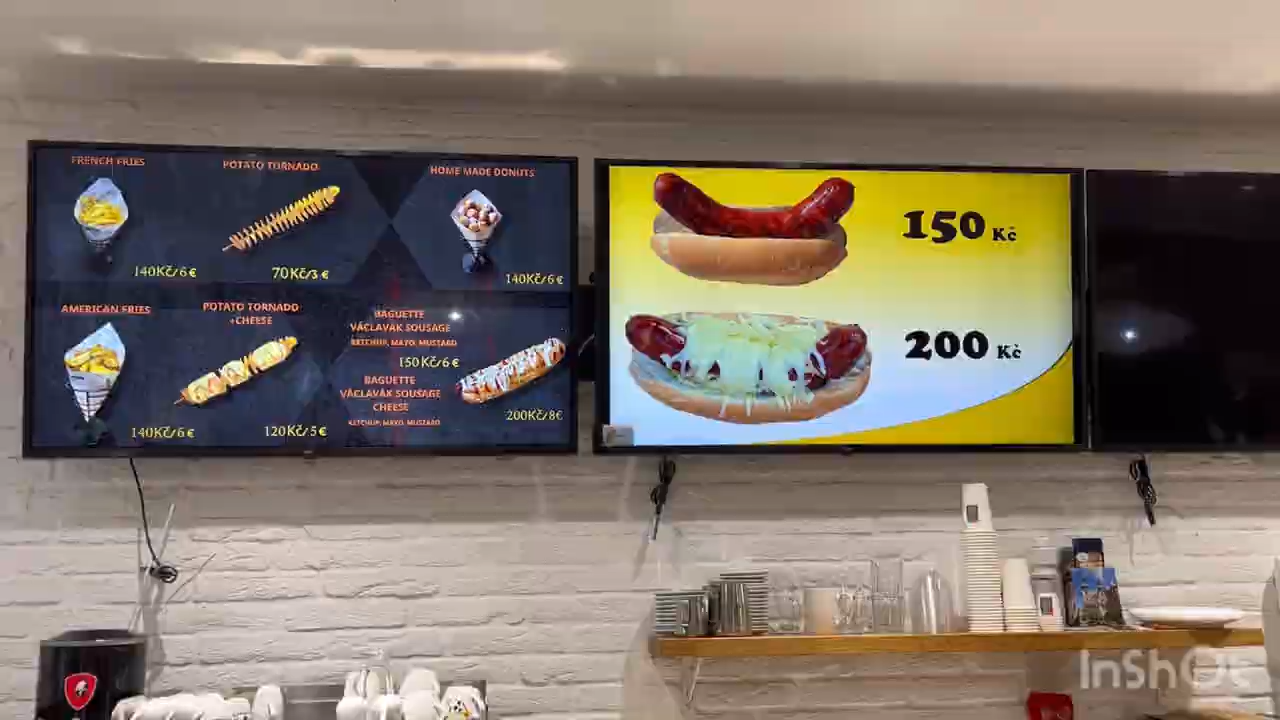 FRENCH FRIES
140Kč/6€
POTATO TORNADO
70Kč/3 €
HOME MADE DONUTS
140Kč/6€
AMERICAN FRIES
140Kč/6€
POTATO TORNADO
+CHEESE
120Kč/5€
BAGUETTE
VÁCLAVÁK SOUSAGE
KETCHUP, MAYO, MUSTARD
150Kč/6€
BAGUETTE
VÁCLAVÁK SOUSAGE
CHEESE
KETCHUP, MAYO, MUSTARD
200Kč/8€
150 Kč
200 Kč
InShOt